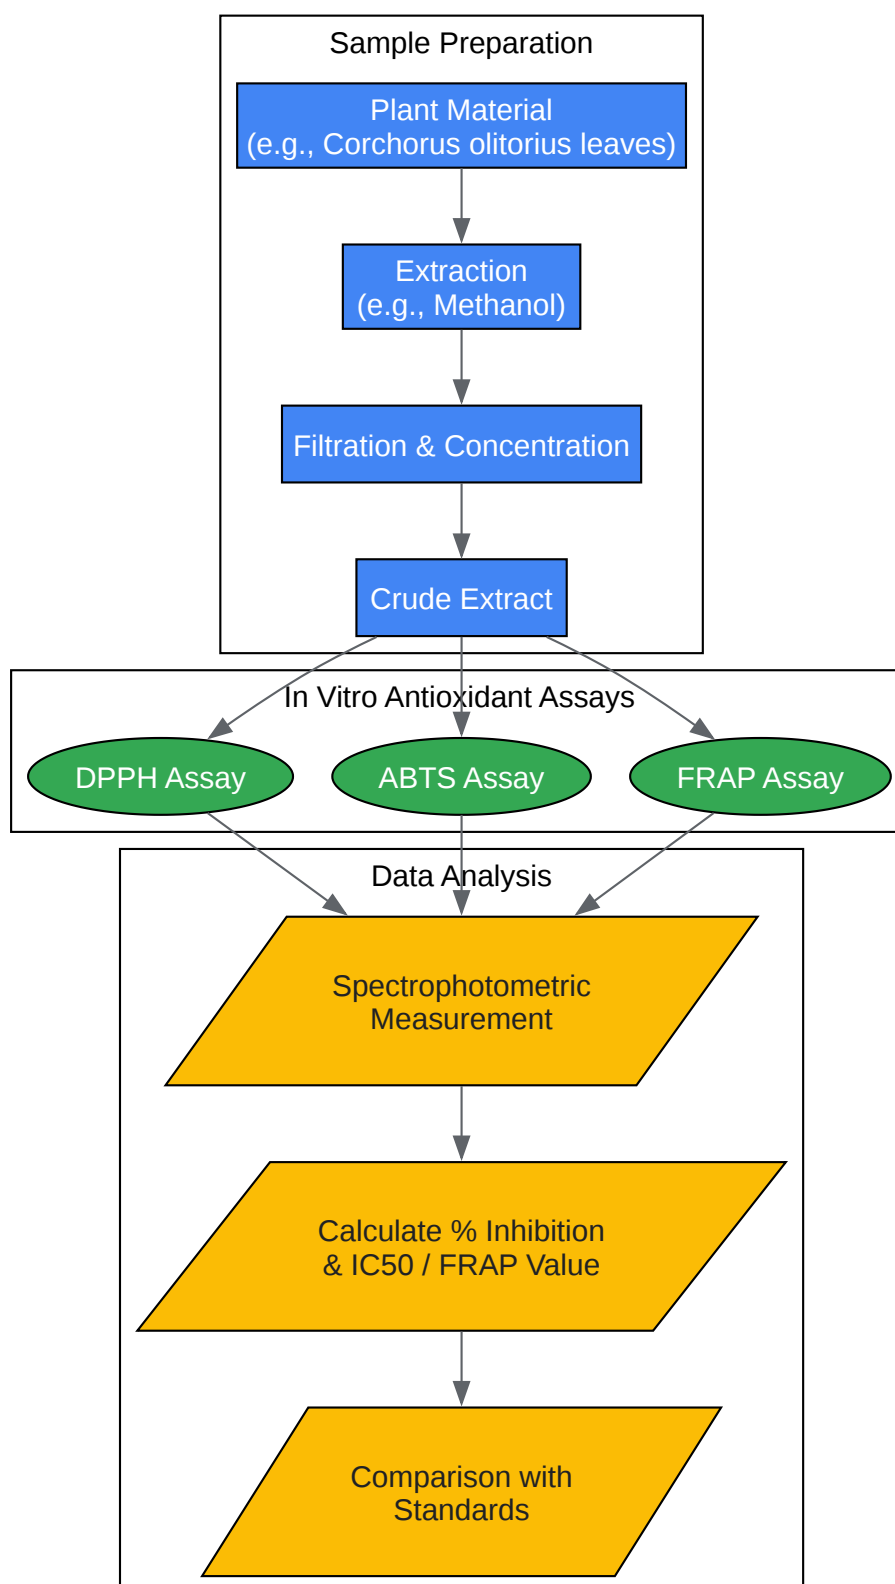 Sample Preparation
Plant Material
(e.g., Corchorus olitorius leaves)
Extraction
(e.g., Methanol)
Filtration & Concentration
Crude Extract
In Vitro Antioxidant Assays
DPPH Assay
ABTS Assay
FRAP Assay
Data Analysis
Spectrophotometric
Measurement
Calculate % Inhibition
& IC50 / FRAP Value
Comparison with
Standards